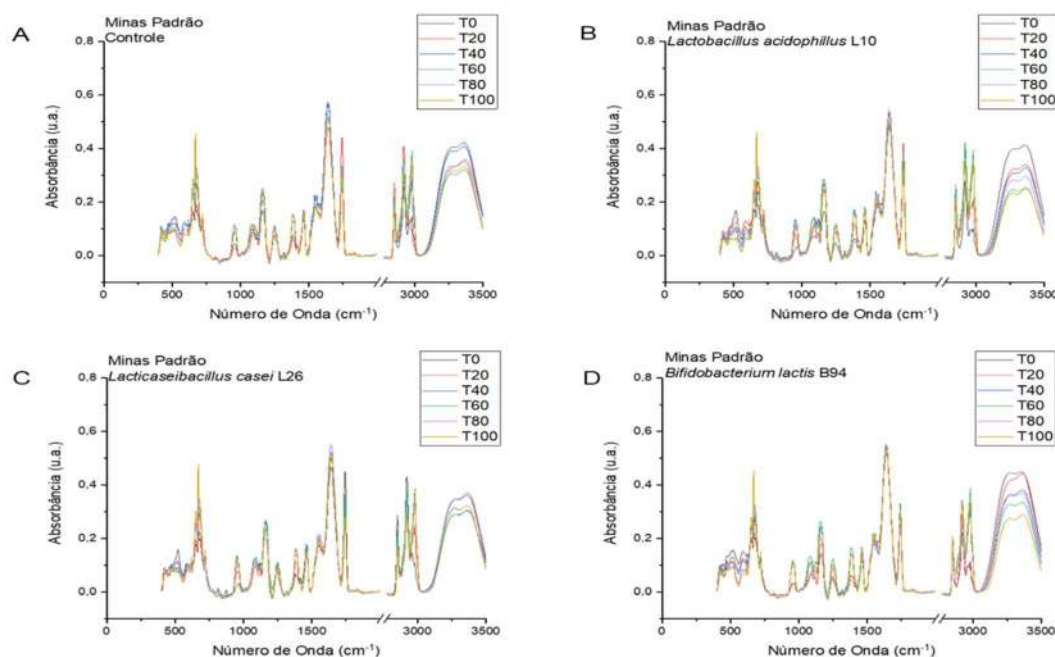 A
Minas Padrão
Controle
T0
T20
T40
T60
T80
T100
Absorbância (u.a.)
0,8
0,6
0,4
0,2
0,0
500
1000
1500
3000
3500
Número de Onda (cm-1)
B
Minas Padrão
Lactobacillus acidophillus L10
T0
T20
T40
T60
T80
T100
Absorbância (u.a.)
0,8
0,6
0,4
0,2
0,0
500
1000
1500
3000
3500
Número de Onda (cm-1)
C
Minas Padrão
Lacticaseibacillus casei L26
T0
T20
T40
T60
T80
T100
Absorbância (u.a.)
0,8
0,6
0,4
0,2
0,0
500
1000
1500
3000
3500
Número de Onda (cm-1)
D
Minas Padrão
Bifidobacterium lactis B94
T0
T20
T40
T60
T80
T100
Absorbância (u.a.)
0,8
0,6
0,4
0,2
0,0
500
1000
1500
3000
3500
Número de Onda (cm-1)